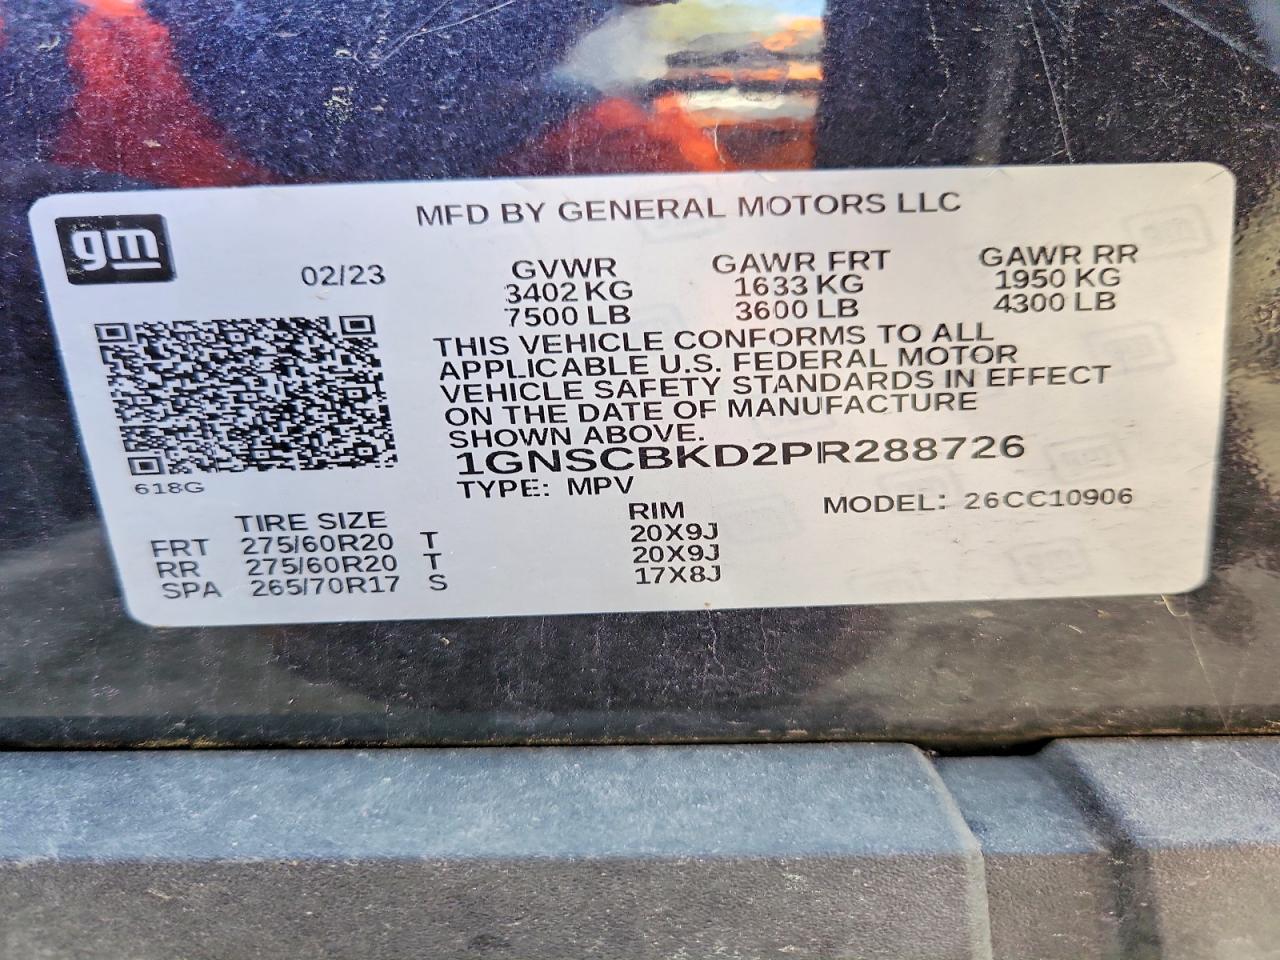 gm
MFD BY GENERAL MOTORS LLC
02/23
GVWR GAWR FRT GAWR RR
3402 KG 1633 KG 1950 KG
7500 LB 3600 LB 4300 LB
THIS VEHICLE CONFORMS TO ALL
APPLICABLE U.S. FEDERAL MOTOR
VEHICLE SAFETY STANDARDS IN EFFECT
ON THE DATE OF MANUFACTURE
SHOWN ABOVE.
1GNSCBKD2PR288726
618G
TYPE: MPV
MODEL: 26CC10906
TIRE SIZE RIM
FRT 275/60R20 T 20X9J
RR 275/60R20 T 20X9J
SPA 265/70R17 S 17X8J